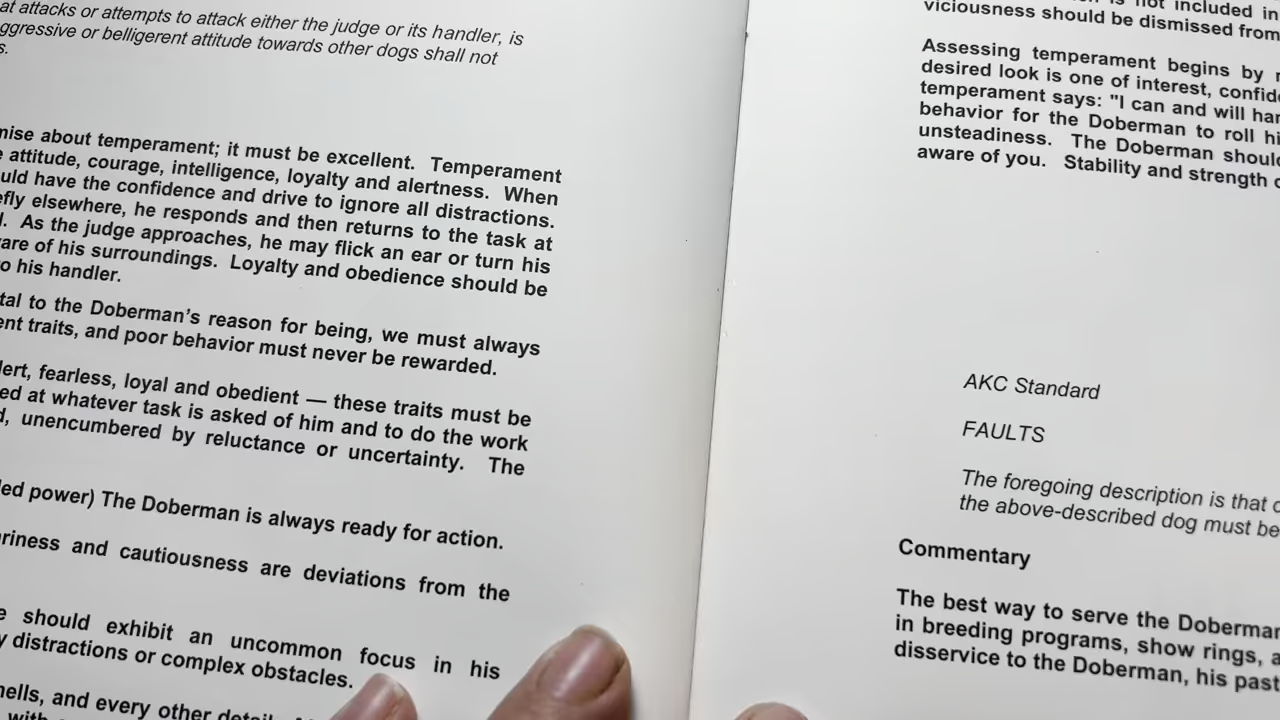 at attacks or attempts to attack either the judge or its handler, is
ggressive or belligerent attitude towards other dogs shall not
s.
mise about temperament; it must be excellent. Temperament
e attitude, courage, intelligence, loyalty and alertness. When
uld have the confidence and drive to ignore all distractions.
efly elsewhere, he responds and then returns to the task at
l. As the judge approaches, he may flick an ear or turn his
are of his surroundings. Loyalty and obedience should be
o his handler.
tal to the Doberman's reason for being, we must always
ent traits, and poor behavior must never be rewarded.
lert, fearless, loyal and obedient — these traits must be
ed at whatever task is asked of him and to do the work
d, unencumbered by reluctance or uncertainty. The
led power) The Doberman is always ready for action.
riness and cautiousness are deviations from the
e should exhibit an uncommon focus in his
y distractions or complex obstacles.
nells, and every other detail.
with
is not included in
viciousness should be dismissed from
Assessing temperament begins by
desired look is one of interest, confid
temperament says: "I can and will har
behavior for the Doberman to roll hi
unsteadiness. The Doberman should
aware of you. Stability and strength
AKC Standard
FAULTS
The foregoing description is that
the above-described dog must be
Commentary
The best way to serve the Doberman
in breeding programs, show rings, a
disservice to the Doberman, his past